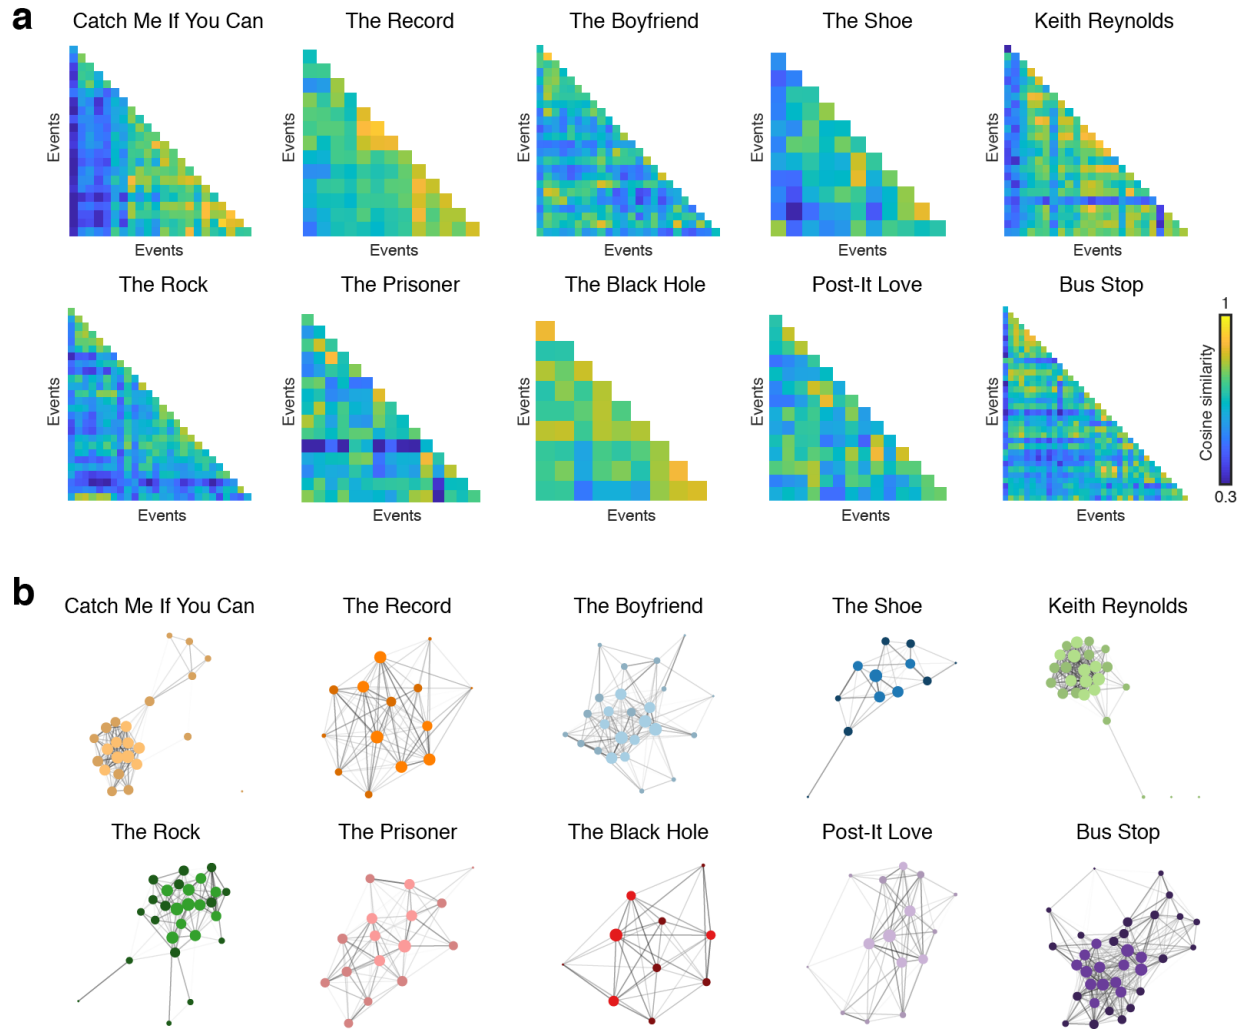 a
Catch Me If You Can
The Record
The Boyfriend
The Shoe
Keith Reynolds
Events
Events
Events
Events
Events
Events
Events
Events
Events
Events
The Rock
The Prisoner
The Black Hole
Post-It Love
Bus Stop
Events
Events
Events
Events
Events
Events
Events
Events
Events
Events
1
Cosine similarity
0.3
b
Catch Me If You Can
The Record
The Boyfriend
The Shoe
Keith Reynolds
The Rock
The Prisoner
The Black Hole
Post-It Love
Bus Stop